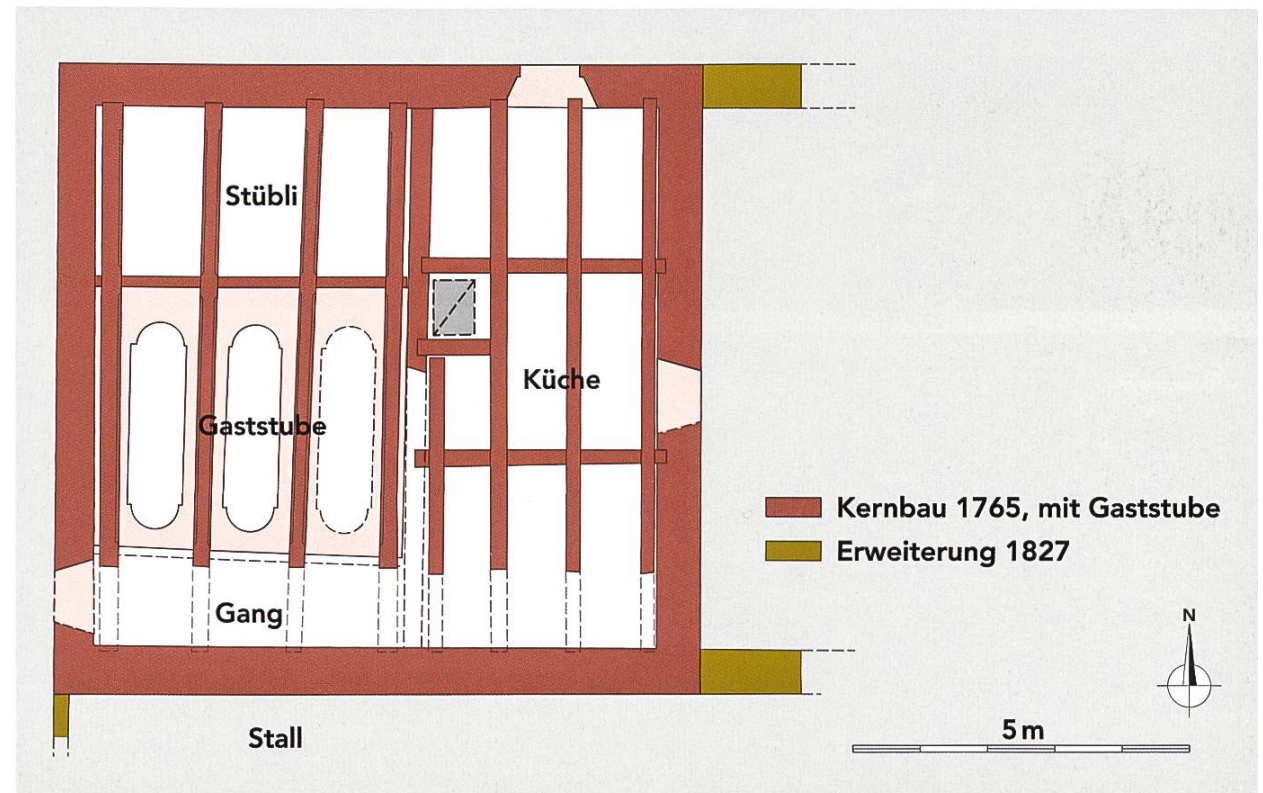 Stübli
Küche
Gaststube
Kernbau 1765, mit Gaststube
Erweiterung 1827
Gang
N
5 m
Stall